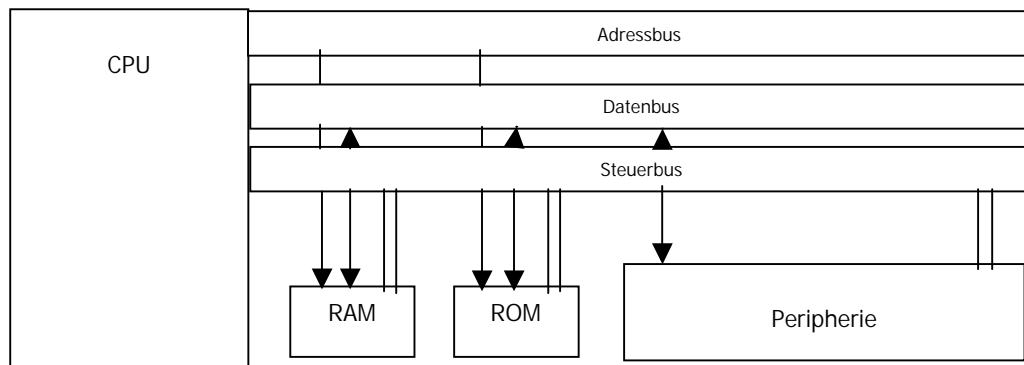 Adressbus
CPU
Datenbus
Steuerbus
RAM
ROM
Peripherie